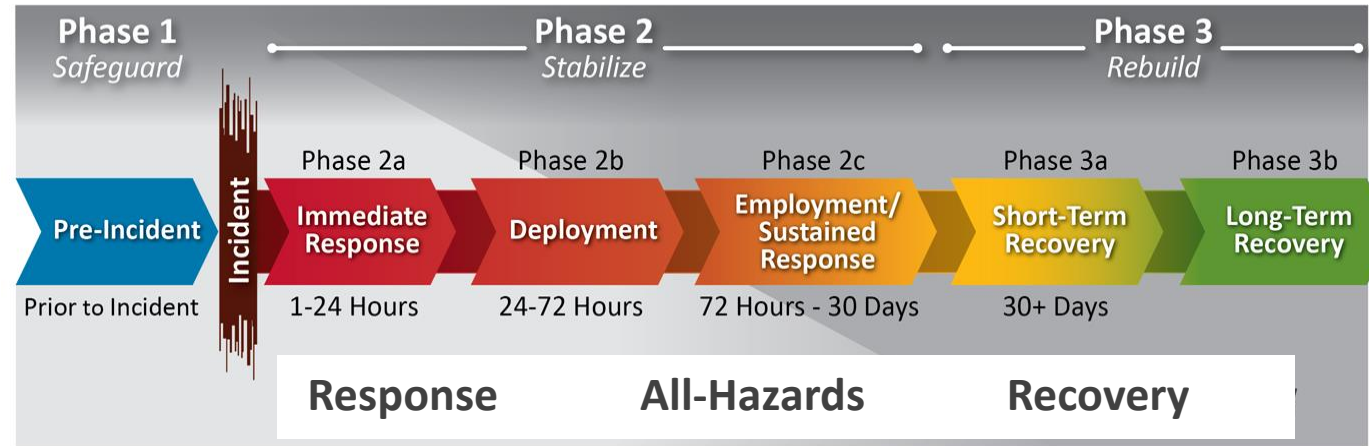 Phase 1
Safeguard
Phase 2
Stabilize
Phase 3
Rebuild
Phase 2a
Phase 2b
Phase 2c
Phase 3a
Phase 3b
Pre-Incident
Incident
Immediate
Response
Deployment
Employment/
Sustained
Response
Short-Term
Recovery
Long-Term
Recovery
Prior to Incident
1-24 Hours
24-72 Hours
72 Hours - 30 Days
30+ Days
Response
All-Hazards
Recovery